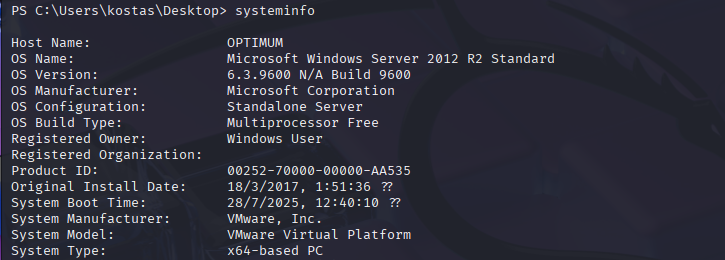 PS C:\Users\kostas\Desktop> systeminfo
Host Name:                 OPTIMUM
OS Name:                   Microsoft Windows Server 2012 R2 Standard
OS Version:                6.3.9600 N/A Build 9600
OS Manufacturer:           Microsoft Corporation
OS Configuration:          Standalone Server
OS Build Type:             Multiprocessor Free
Registered Owner:          Windows User
Registered Organization:
Product ID:                00252-70000-00000-AA535
Original Install Date:     18/3/2017, 1:51:36 ??
System Boot Time:          28/7/2025, 12:40:10 ??
System Manufacturer:       VMware, Inc.
System Model:              VMware Virtual Platform
System Type:               x64-based PC